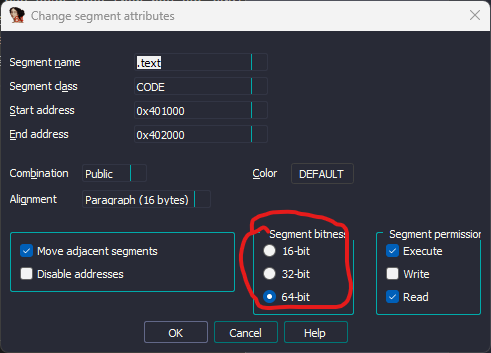 Change segment attributes
Segment name .text
Segment class CODE
Start address 0x401000
End address 0x402000
Combination Public Color DEFAULT
Alignment Paragraph (16 bytes)
Segment bitness Segment permission
Move adjacent segments 16-bit Execute
Disable addresses 32-bit Write
64-bit Read
OK Cancel Help